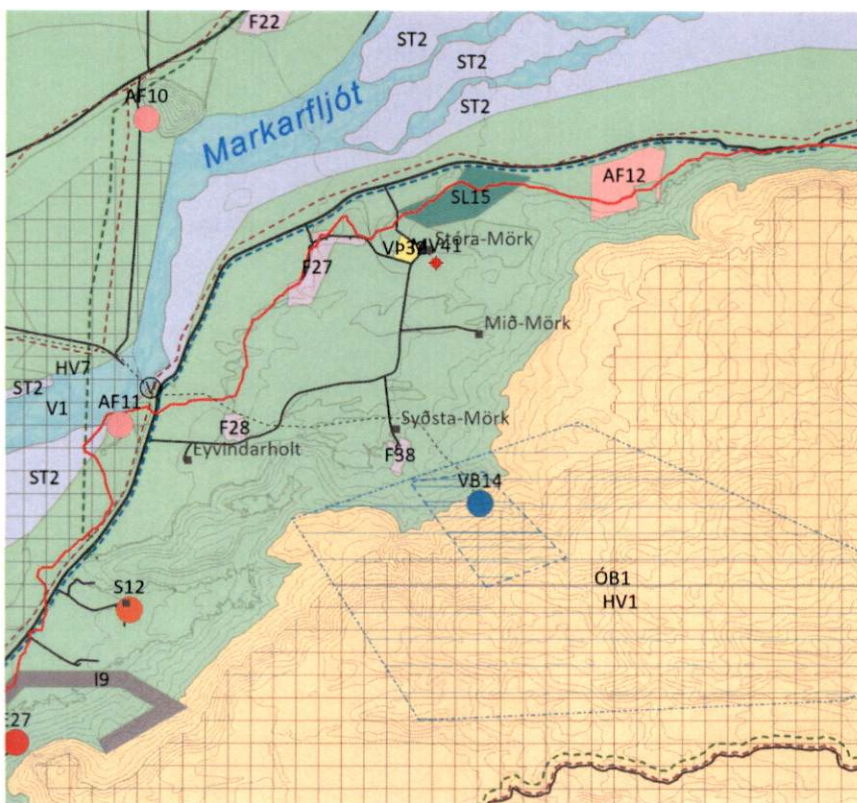 F22
ST2
ST2
ST2
AF10
Markarfljót
AF12
SL15
Stóra-Mörk
F27
Mið-Mörk
HV7
ST2
V1
V
AF11
F28
Syðsta-Mörk
Eyvindarholt
F38
ST2
VB14
ÓB1
HV1
S12
I9